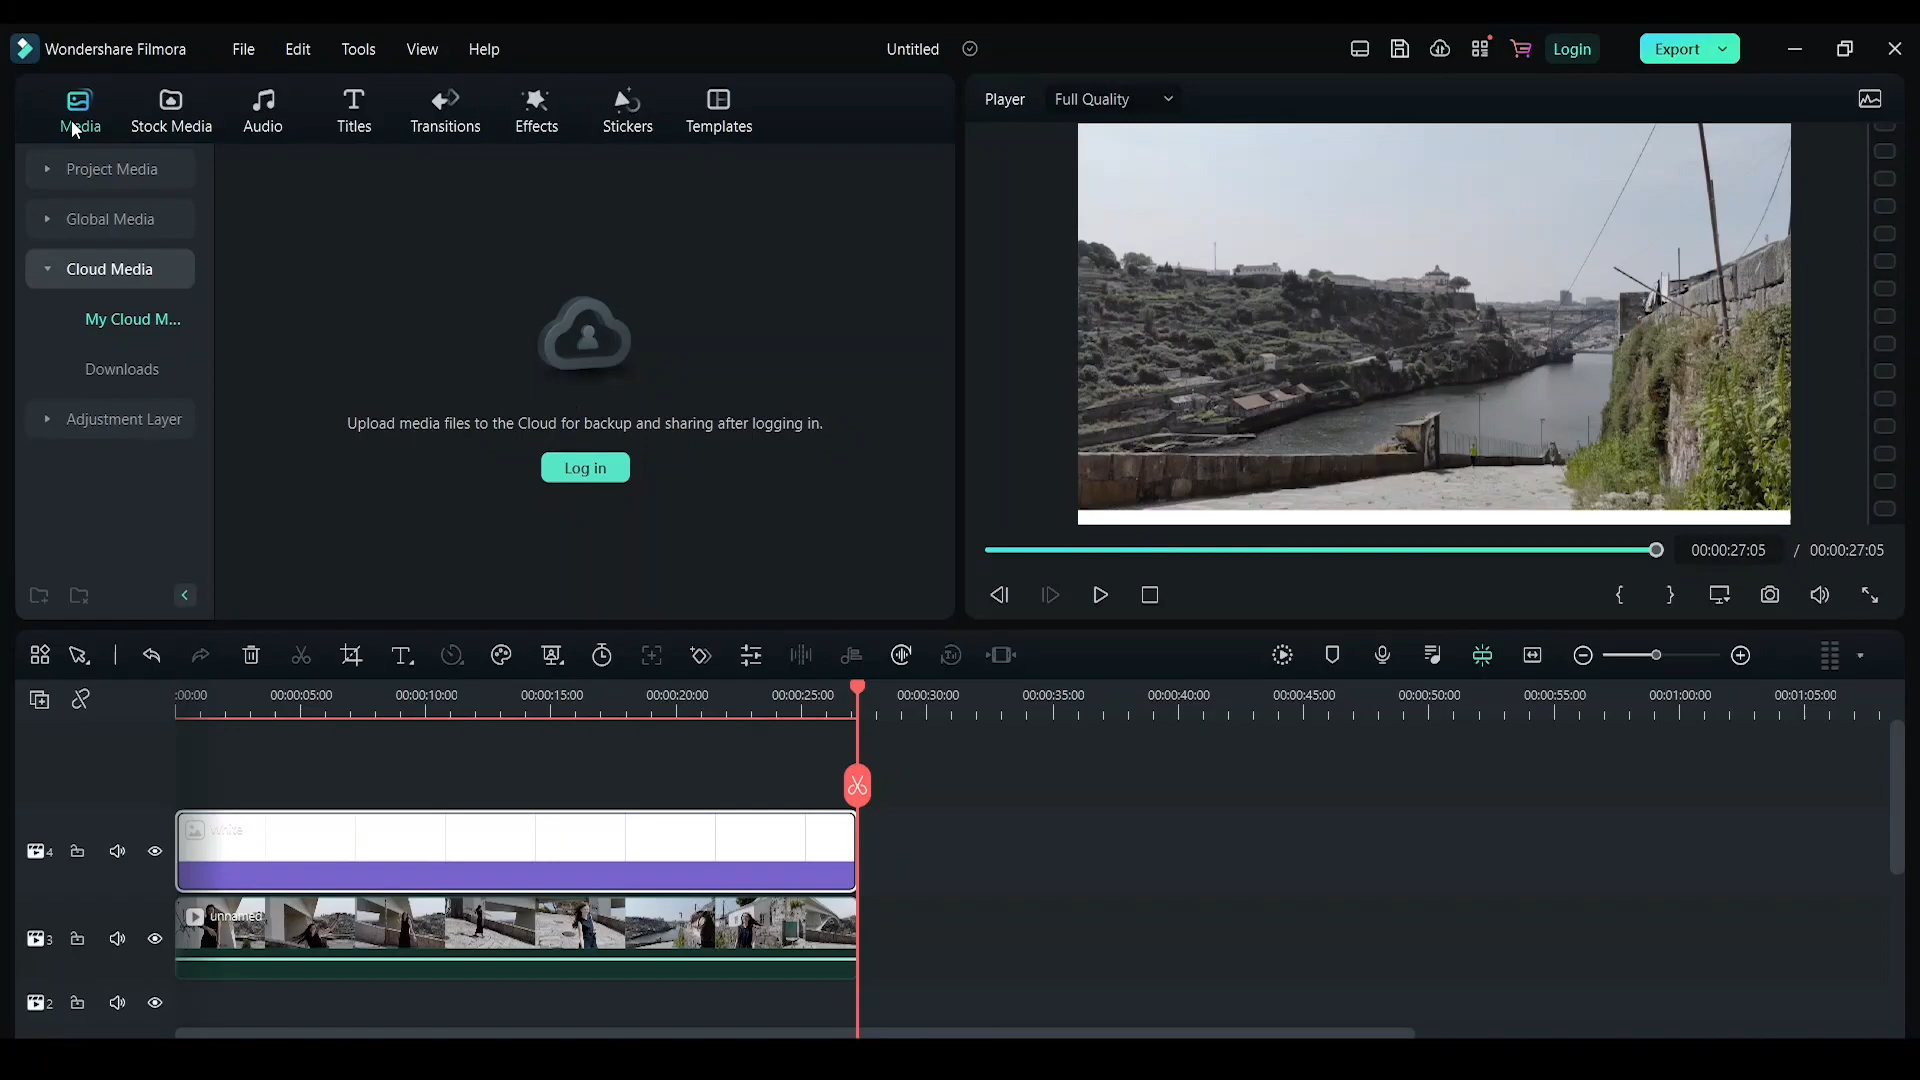 Wondershare Filmora File Edit Tools View Help Untitled Login Export
Media Stock Media Audio Titles Transitions Effects Stickers Templates
Player Full Quality
Project Media
Global Media
Cloud Media
My Cloud M...
Downloads
Adjustment Layer
Upload media files to the Cloud for backup and sharing after logging in.
Log in
00:00:27:05 / 00:00:27:05
:00:00 00:00:05:00 00:00:10:00 00:00:15:00 00:00:20:00 00:00:25:00 00:00:30:00 00:00:35:00 00:00:40:00 00:00:45:00 00:00:50:00 00:00:55:00 00:01:00:00 00:01:05:00
White
4
unnamed
3
2